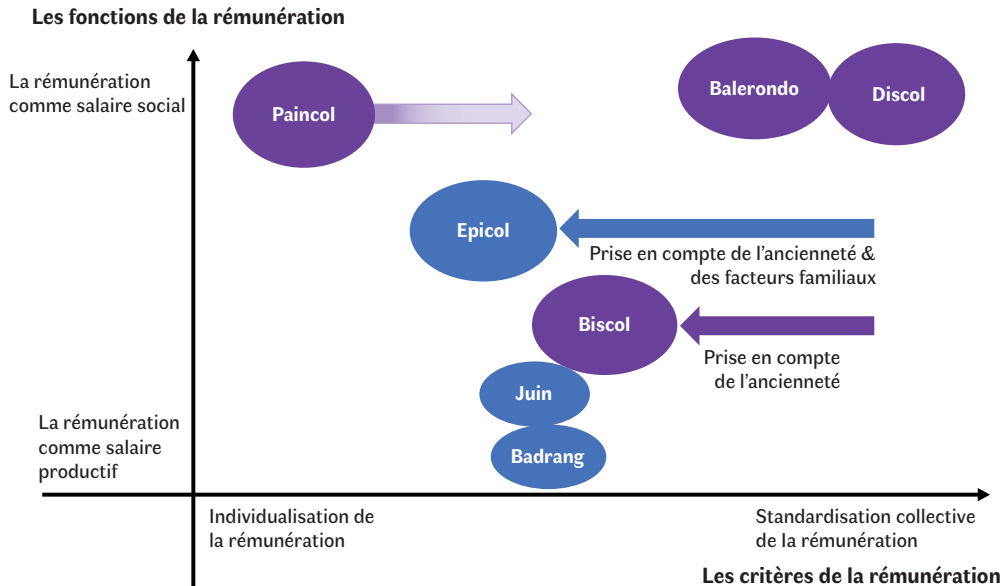 Les fonctions de la rémunération
La rémunération
comme salaire social
Paincol
Balerondo
Discol
Epicol
Prise en compte de l’ancienneté &
des facteurs familiaux
Biscol
Prise en compte
de l’ancienneté
Juin
La rémunération
comme salaire
productif
Badrang
Individualisation de
la rémunération
Standardisation collective
de la rémunération
Les critères de la rémunération